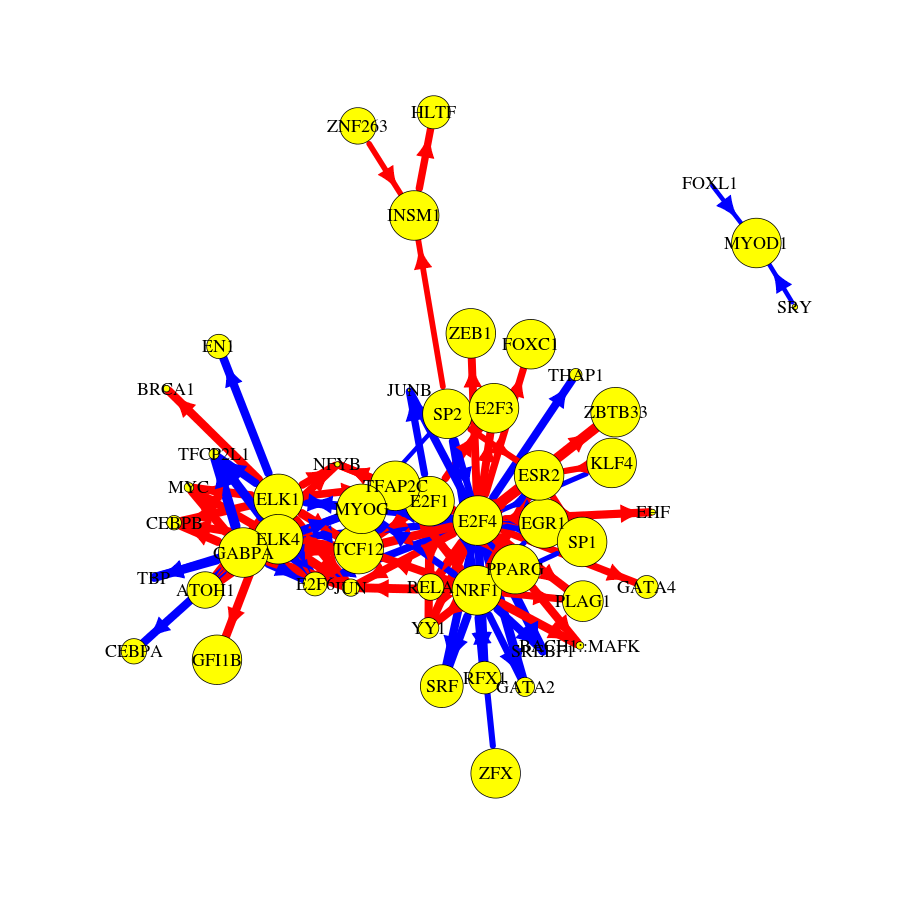 HLTF
ZNF263
FOXL1
INSM1
MYOD1
SRY
ZEB1
FOXC1
EN1
THAP1
BRCA1
JUNB
E2F3
ZBTB33
SP2
TFCP2L1
NFYB
KLF4
ESR2
MYC
TFAP2C
ELK1
E2F1
MYOG
EHF
CEBPB
E2F4
EGR1
ELK4
SP1
GABPA
TCF12
PPARG
TBP
E2F6
JUN
RELA
GATA4
ATOH1
NRF1
PLAG1
YY1
BACH1::MAFK
CEBPA
SREBF1
GFI1B
RFX1
SRF
GATA2
ZFX